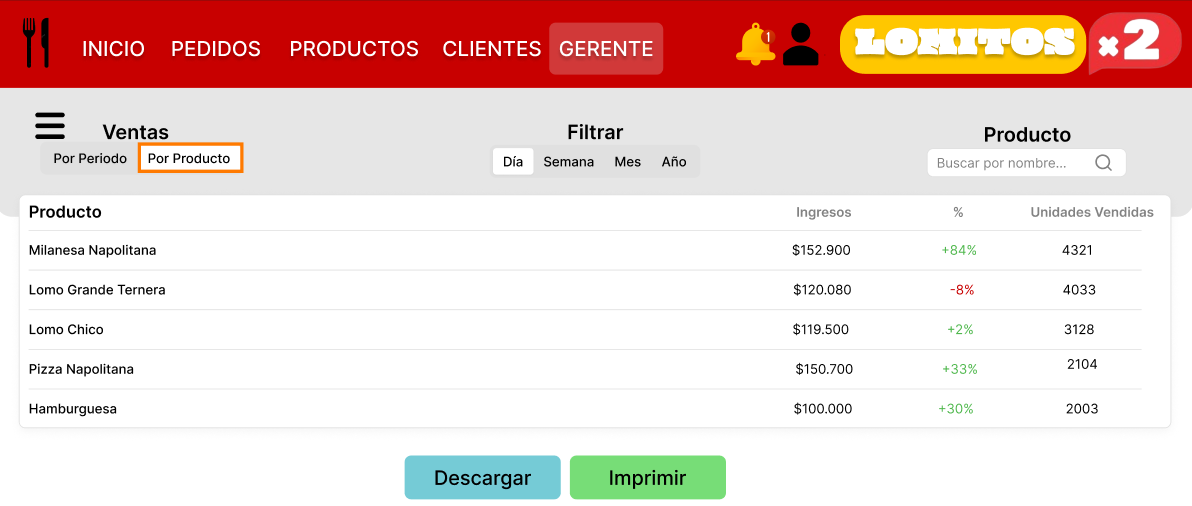 INICIO PEDIDOS PRODUCTOS CLIENTES GERENTE 1 LOMITOS ×2
Ventas Filtrar Producto
Por Periodo Por Producto Día Semana Mes Año Buscar por nombre...
Producto Ingresos % Unidades Vendidas
Milanesa Napolitana $152.900 +84% 4321
Lomo Grande Ternera $120.080 -8% 4033
Lomo Chico $119.500 +2% 3128
Pizza Napolitana $150.700 +33% 2104
Hamburguesa $100.000 +30% 2003
Descargar Imprimir